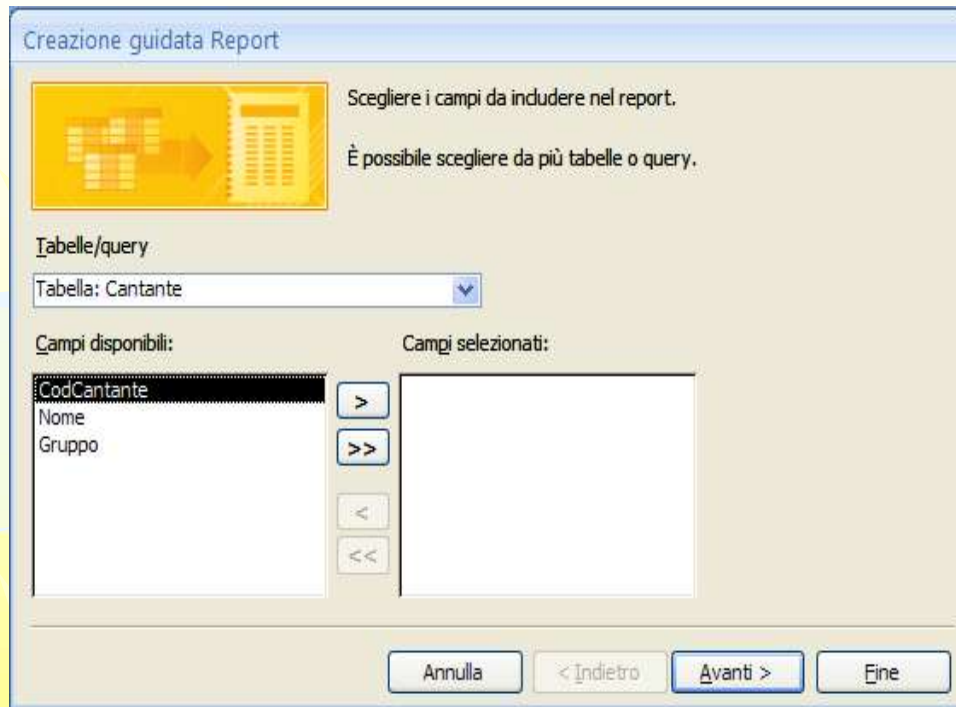 Creazione guidata Report
Scegliere i campi da includere nel report.
È possibile scegliere da più tabelle o query.
Tabelle/query
Tabella: Cantante
Campi disponibili:
Campi selezionati:
CodCantante
Nome
Gruppo
>
>>
<
<<
Annulla
< Indietro
Avanti >
Fine